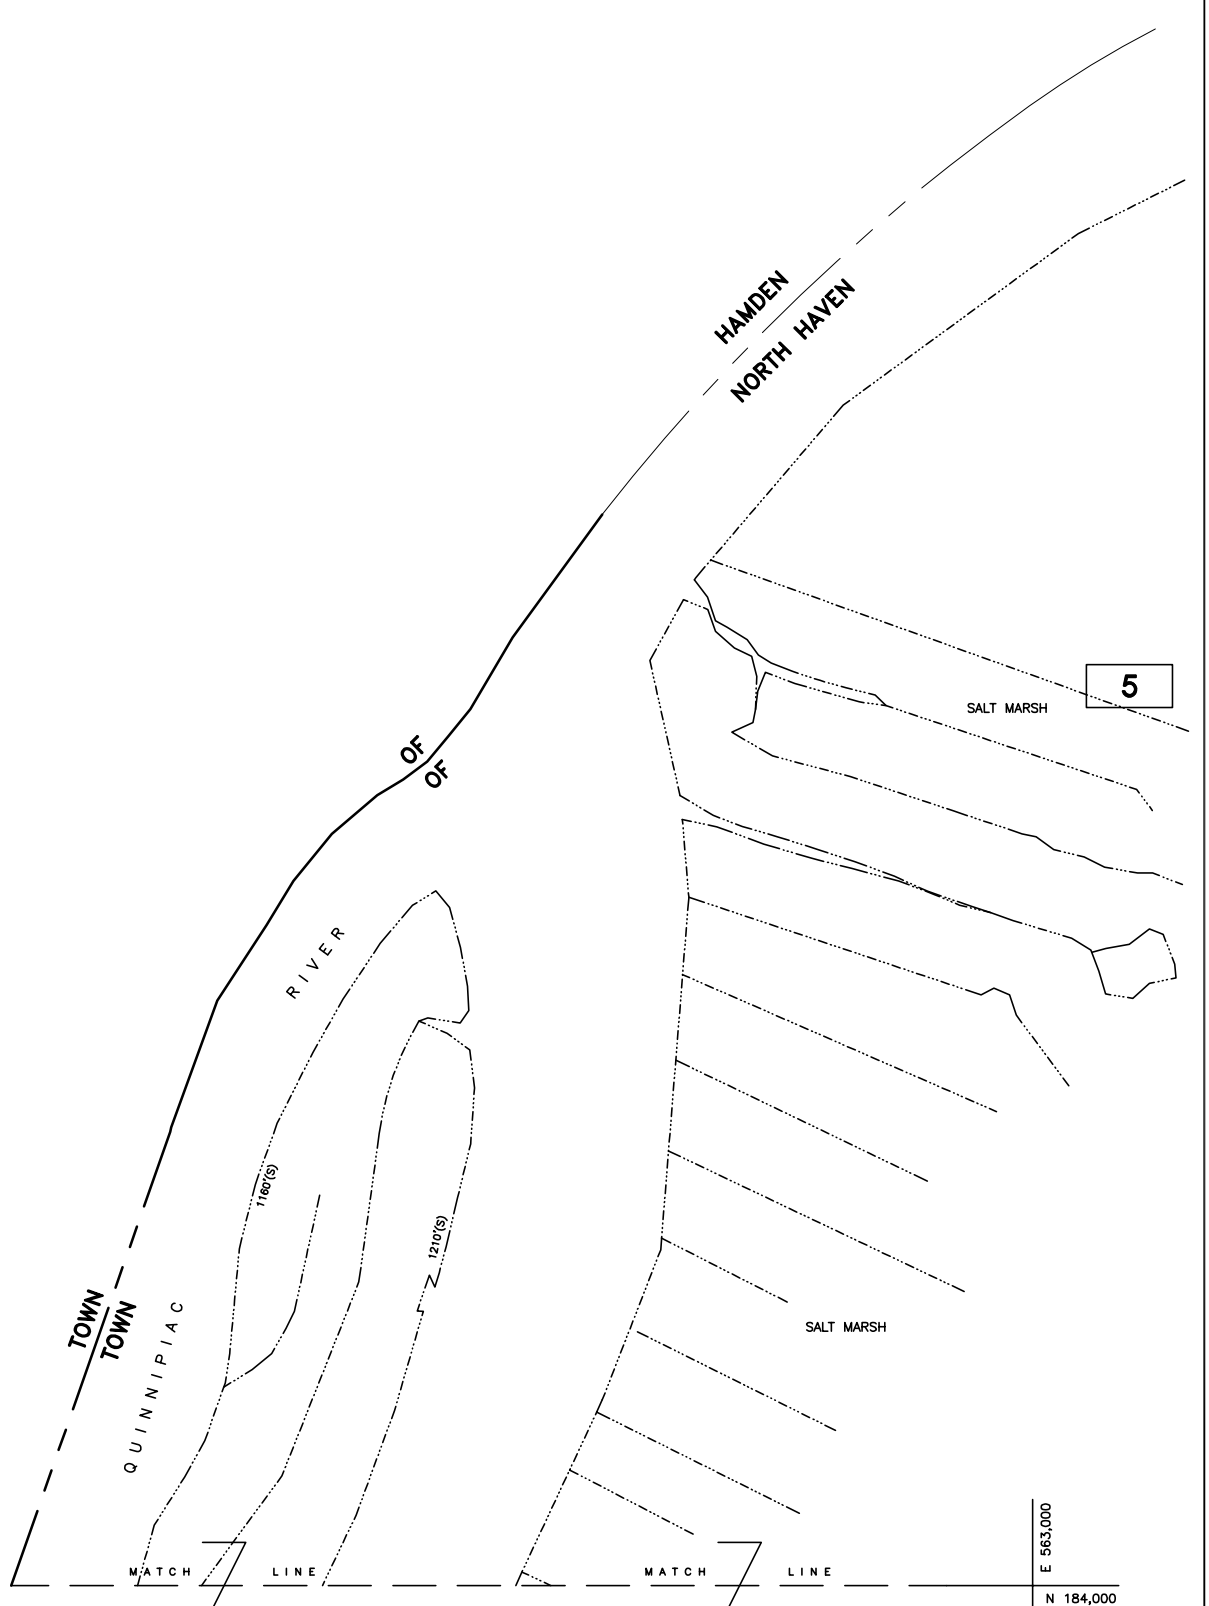 HAMDEN
NORTH HAVEN
5
SALT MARSH
OF
OF
RIVER
1160'(S)
1210'(S)
TOWN
TOWN
QUINNIPIAC
SALT MARSH
E 563,000
MATCH LINE
MATCH LINE
N 184,000